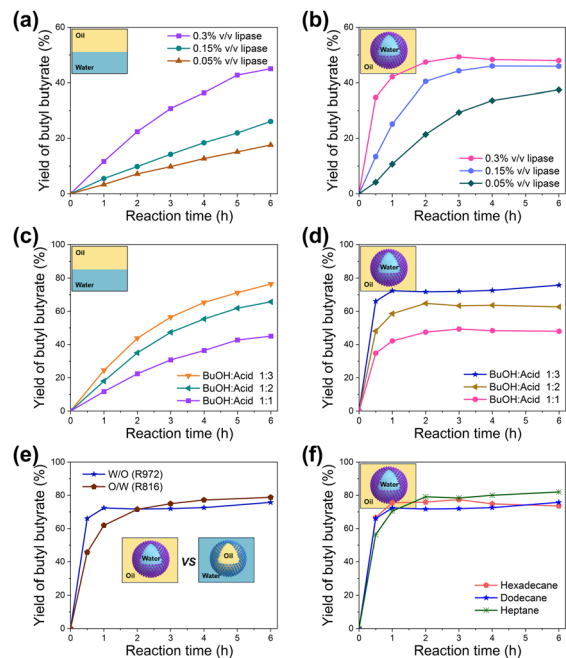 (a)
Yield of butyl butyrate (%)
60
40
20
0
Oil
Water
0.3% v/v lipase
0.15% v/v lipase
0.05% v/v lipase
0 1 2 3 4 5 6
Reaction time (h)
(b)
Yield of butyl butyrate (%)
60
40
20
0
Water
Oil
0.3% v/v lipase
0.15% v/v lipase
0.05% v/v lipase
0 1 2 3 4 5 6
Reaction time (h)
(c)
Yield of butyl butyrate (%)
100
80
60
40
20
0
Oil
Water
BuOH:Acid 1:3
BuOH:Acid 1:2
BuOH:Acid 1:1
0 1 2 3 4 5 6
Reaction time (h)
(d)
Yield of butyl butyrate (%)
100
80
60
40
20
0
Water
Oil
BuOH:Acid 1:3
BuOH:Acid 1:2
BuOH:Acid 1:1
0 1 2 3 4 5 6
Reaction time (h)
(e)
Yield of butyl butyrate (%)
100
80
60
40
20
0
W/O (R972)
O/W (R816)
Water
Oil
VS
Oil
Water
0 1 2 3 4 5 6
Reaction time (h)
(f)
Yield of butyl butyrate (%)
100
80
60
40
20
0
Water
Oil
Hexadecane
Dodecane
Heptane
0 1 2 3 4 5 6
Reaction time (h)